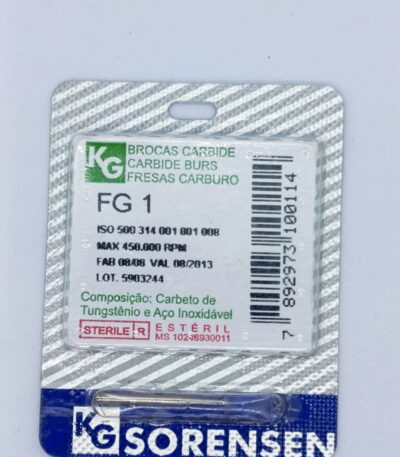 KG
BROCAS CARBIDE
CARBIDE BURS
FRESAS CARBURO
FG 1
ISO 500 314 001 001 008
MAX 450.000 RPM
FAB 08/08 VAL 08/2013
LOT. 5903244
Composição: Carbeto de
Tungstênio e Aço Inoxidável
STERILE R ESTÉRIL
MS 102-16930011
7 892973 100114
KG SORENSEN